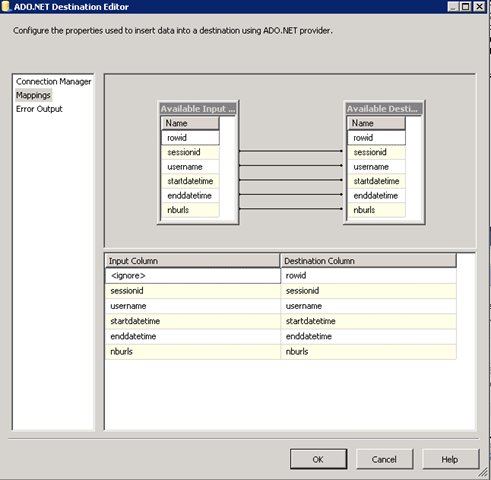 ADO.NET Destination Editor
Configure the properties used to insert data into a destination using ADO.NET provider.
Connection Manager
Mappings
Error Output
Available Input ...
Name
rowid
sessionid
username
startdatetime
enddatetime
nburls
Available Desti...
Name
rowid
sessionid
username
startdatetime
enddatetime
nburls
Input Column Destination Column
<ignore> rowid
sessionid sessionid
username username
startdatetime startdatetime
enddatetime enddatetime
nburls nburls
OK Cancel Help